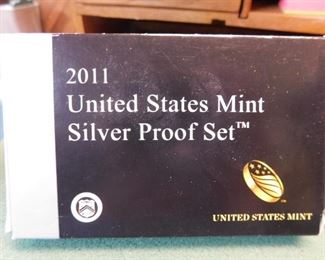 2011
United States Mint
Silver Proof Set™
UNITED STATES MINT